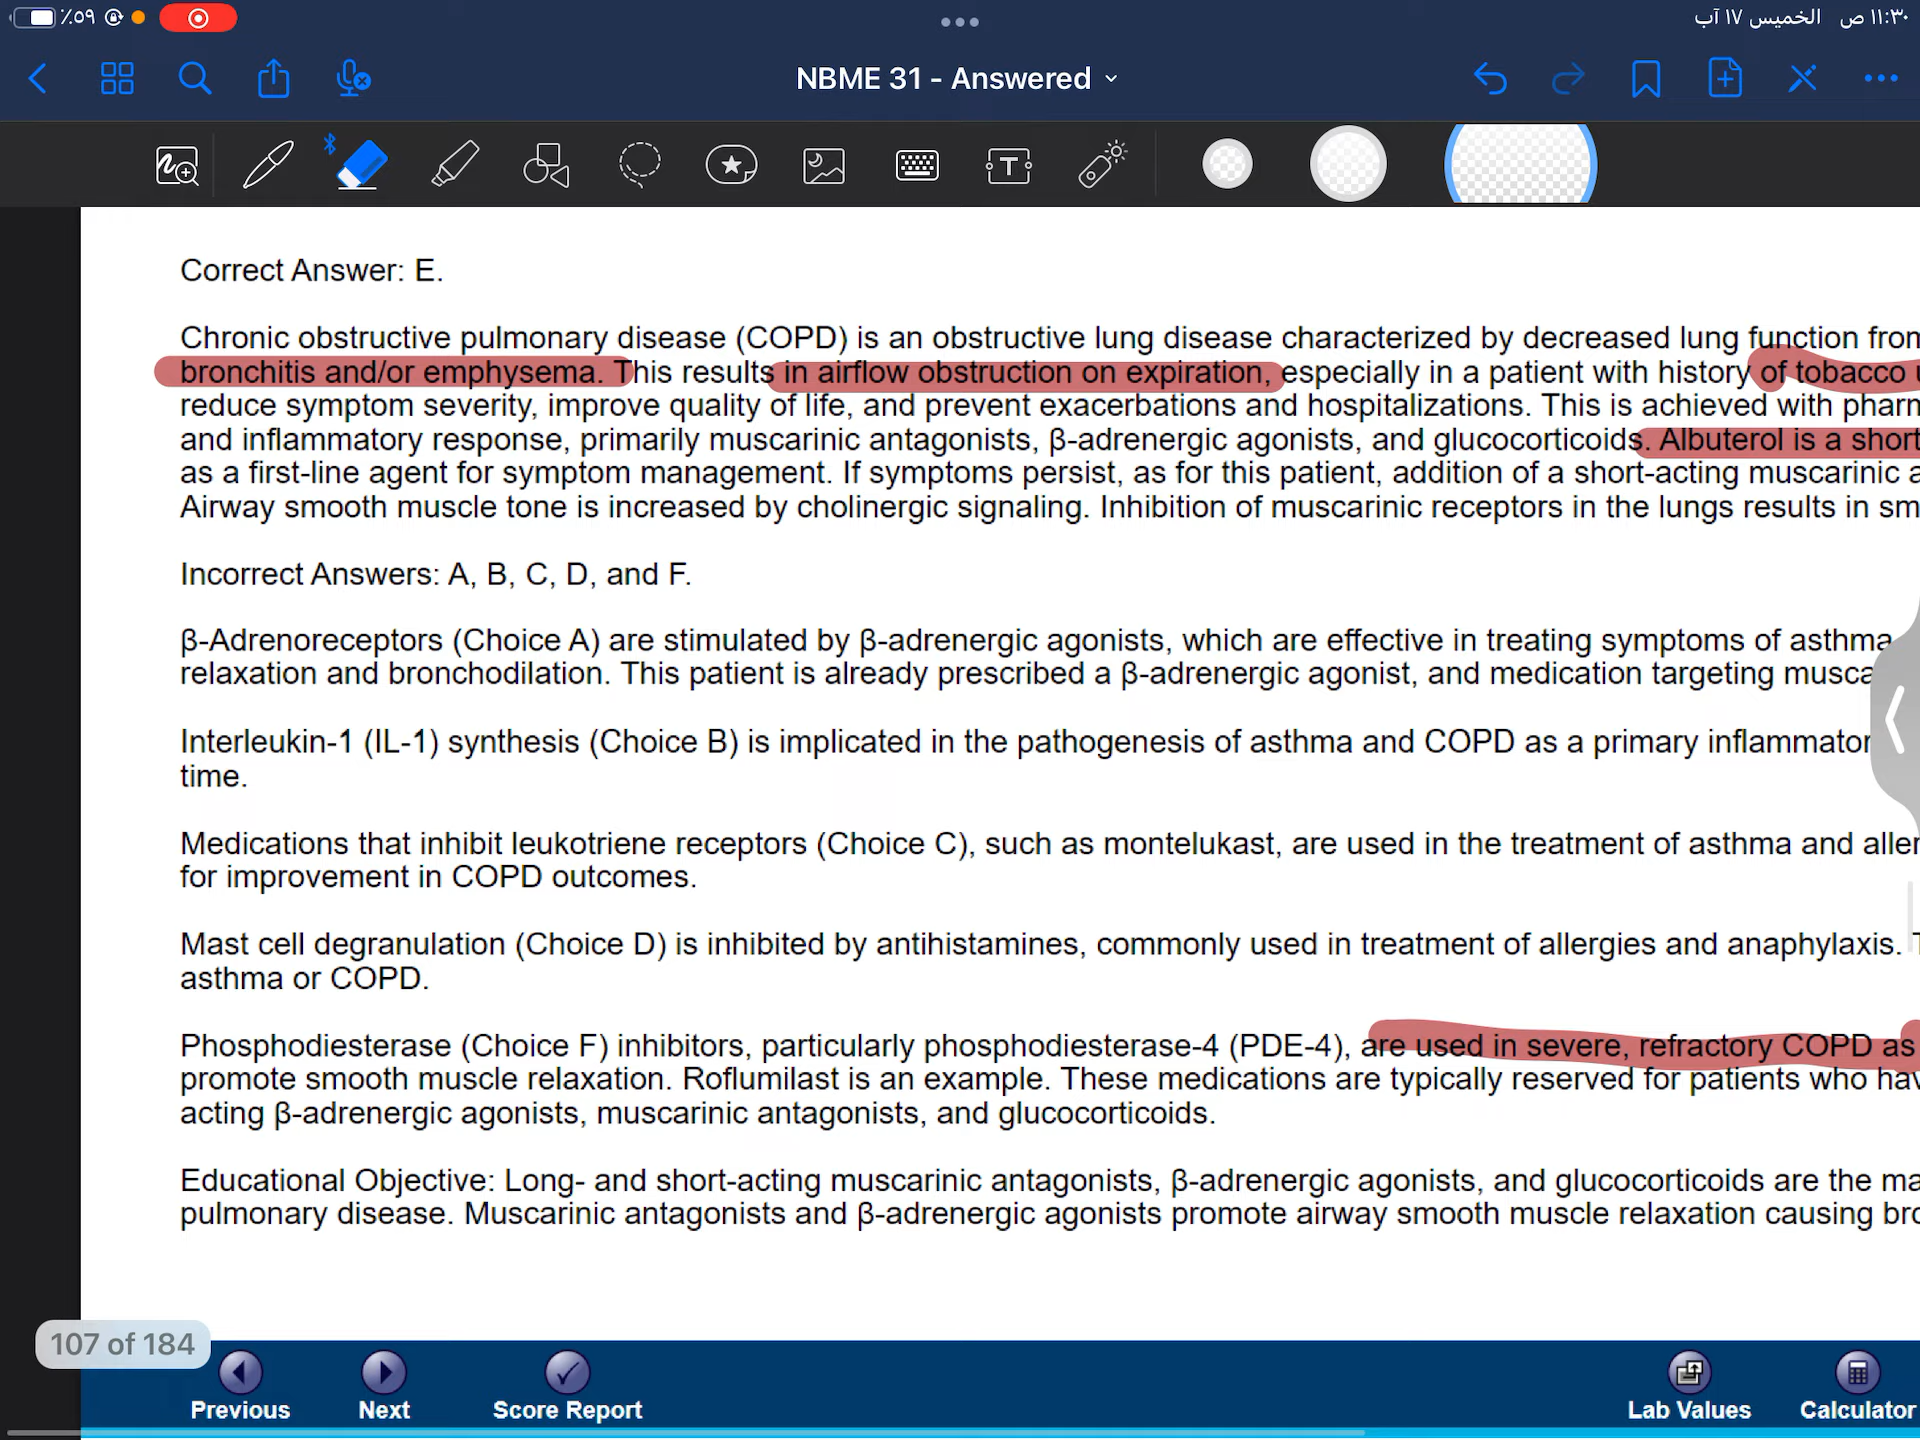 ٪٥٩
الخميس ١٧ آب ١١:٣٠ ص
NBME 31 - Answered
Correct Answer: E.
Chronic obstructive pulmonary disease (COPD) is an obstructive lung disease characterized by decreased lung function from
bronchitis and/or emphysema. This results in airflow obstruction on expiration, especially in a patient with history of tobacco
reduce symptom severity, improve quality of life, and prevent exacerbations and hospitalizations. This is achieved with pharm
and inflammatory response, primarily muscarinic antagonists, β-adrenergic agonists, and glucocorticoids. Albuterol is a short
as a first-line agent for symptom management. If symptoms persist, as for this patient, addition of a short-acting muscarinic a
Airway smooth muscle tone is increased by cholinergic signaling. Inhibition of muscarinic receptors in the lungs results in sm
Incorrect Answers: A, B, C, D, and F.
β-Adrenoreceptors (Choice A) are stimulated by β-adrenergic agonists, which are effective in treating symptoms of asthma
relaxation and bronchodilation. This patient is already prescribed a β-adrenergic agonist, and medication targeting musca
Interleukin-1 (IL-1) synthesis (Choice B) is implicated in the pathogenesis of asthma and COPD as a primary inflammator
time.
Medications that inhibit leukotriene receptors (Choice C), such as montelukast, are used in the treatment of asthma and aller
for improvement in COPD outcomes.
Mast cell degranulation (Choice D) is inhibited by antihistamines, commonly used in treatment of allergies and anaphylaxis. T
asthma or COPD.
Phosphodiesterase (Choice F) inhibitors, particularly phosphodiesterase-4 (PDE-4), are used in severe, refractory COPD as
promote smooth muscle relaxation. Roflumilast is an example. These medications are typically reserved for patients who hav
acting β-adrenergic agonists, muscarinic antagonists, and glucocorticoids.
Educational Objective: Long- and short-acting muscarinic antagonists, β-adrenergic agonists, and glucocorticoids are the ma
pulmonary disease. Muscarinic antagonists and β-adrenergic agonists promote airway smooth muscle relaxation causing bro
107 of 184
Previous Next Score Report Lab Values Calculator